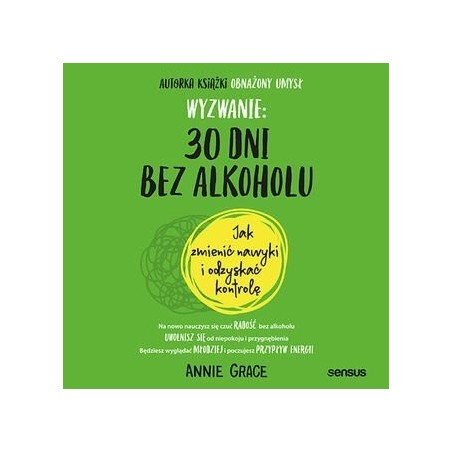 AUTORKA KSIĄŻKI OBNAŻONY UMYSŁ
WYZWANIE:
30 DNI
BEZ ALKOHOLU
Jak
zmienić nawyki
i odzyskać
kontrolę
Na nowo nauczysz się czuć RADOŚĆ bez alkoholu
UWOLNISZ SIĘ od niepokoju i przygnębienia
Będziesz wyglądać MŁODZIEJ i poczujesz PRZYPŁYW ENERGII
ANNIE GRACE
sensus